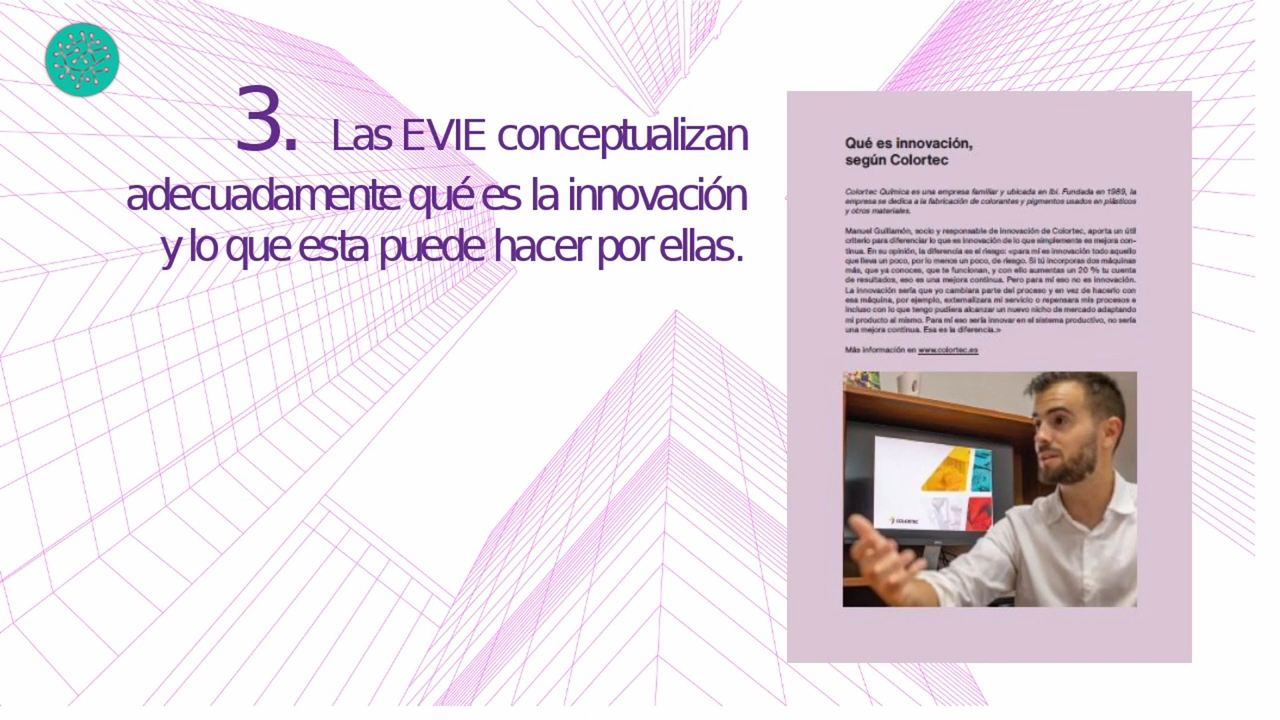 3. Las EVIE conceptualizan
adecuadamente qué es la innovación
y lo que esta puede hacer por ellas.
Qué es innovación,
según Colortec
Colortec Química es una empresa familiar y ubicada en Ibi. Fundada en 1989, la
empresa se dedica a la fabricación de colorantes y pigmentos usados en plásticos
y otros materiales.
Manuel Guillamón, socio y responsable de innovación de Colortec, aporta un útil
criterio para diferenciar lo que es innovación de lo que simplemente es mejora con-
tinua. En su opinión, la diferencia es el riesgo: «para mí es innovación todo aquello
que lleva un poco, por lo menos un poco, de riesgo. Si tú incorporas dos máquinas
más, que ya conoces, que te funcionan, y con ello aumentas un 20 % tu cuenta
de resultados, eso es una mejora continua. Pero para mí eso no es innovación.
La innovación sería que yo cambiara parte del proceso y en vez de hacerlo con
esa máquina, por ejemplo, externalizara mi servicio o repensara mis procesos e
incluso con lo que tengo pudiera alcanzar un nuevo nicho de mercado adaptando
mi producto al mismo. Para mí eso sería innovar en el sistema productivo, no sería
una mejora continua. Esa es la diferencia.»
Más información en www.colortec.es
COLORTEC